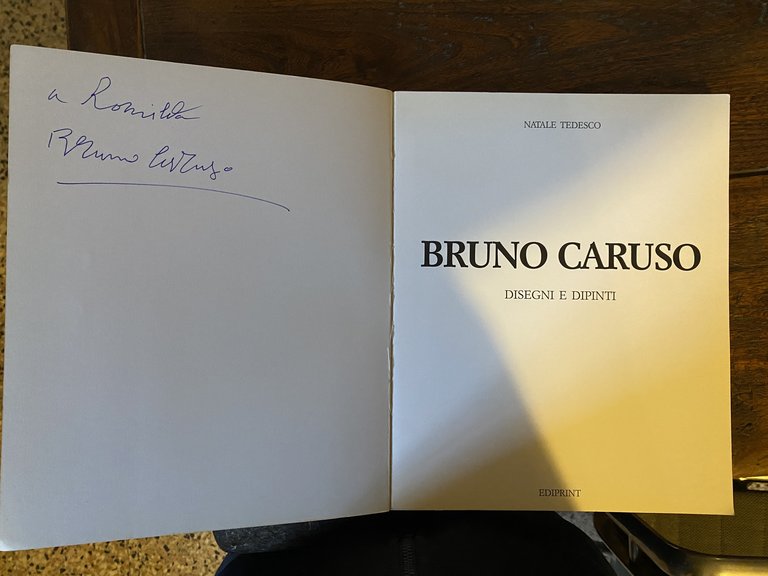 a Romilda
Bruno Caruso
NATALE TEDESCO
BRUNO CARUSO
DISEGNI E DIPINTI
EDIPRINT